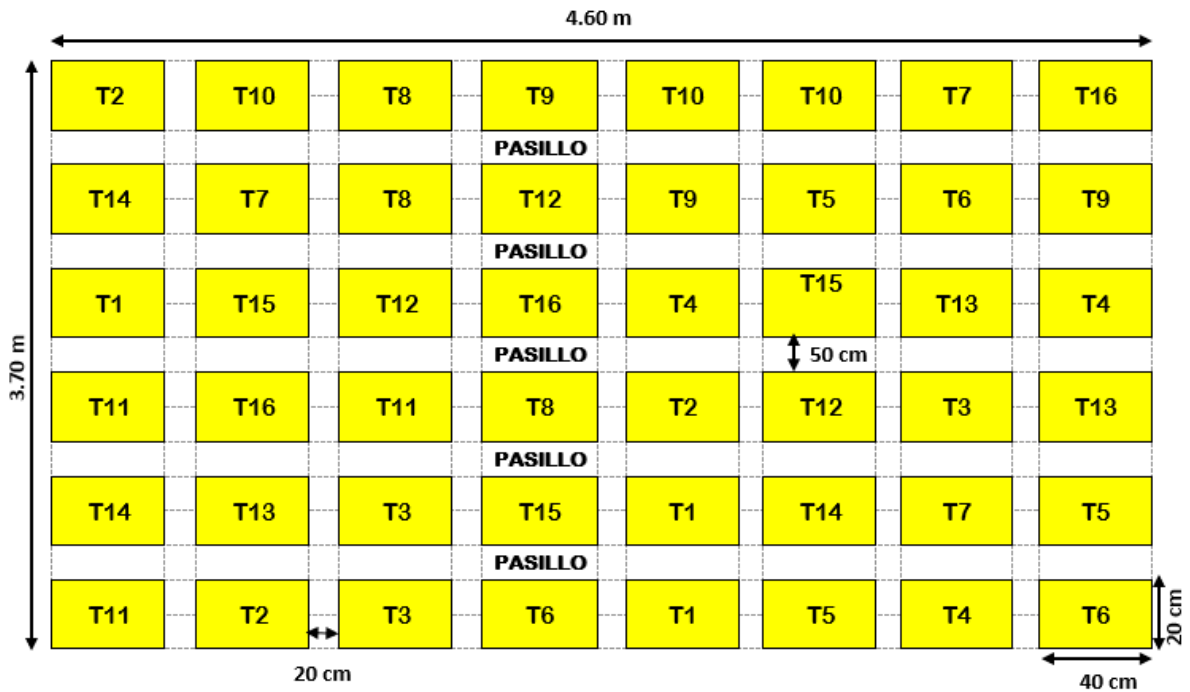 4.60 m
T2 T10 T8 T9 T10 T10 T7 T16
PASILLO
T14 T7 T8 T12 T9 T5 T6 T9
PASILLO
T1 T15 T12 T16 T4 T15 T13 T4
3.70 m
PASILLO 50 cm
T11 T16 T11 T8 T2 T12 T3 T13
PASILLO
T14 T13 T3 T15 T1 T14 T7 T5
PASILLO
T11 T2 T3 T6 T1 T5 T4 T6
20 cm
20 cm
40 cm